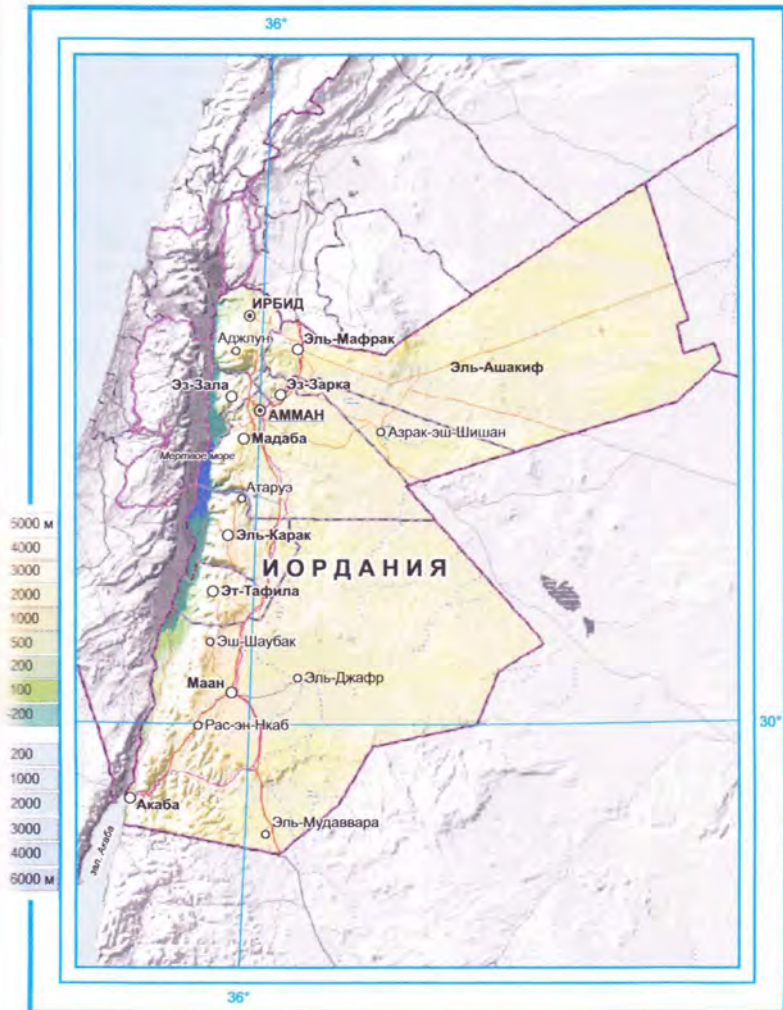 36°
ИРБИД
Аджлун
Эль-Мафрак
Эль-Ашакиф
Эз-Зала
Эз-Зарка
АММАН
Азрак-эш-Шишан
Мадаба
Мертвое море
Атаруз
Эль-Карак
ИОРДАНИЯ
Эт-Тафила
Эш-Шаубак
Эль-Джафр
Маан
Рас-эн-Нкаб
30°
Акаба
Эль-Мудаввара
зал. Акаба
5000 м
4000
3000
2000
1000
500
200
100
-200
200
1000
2000
3000
4000
6000 м
36°